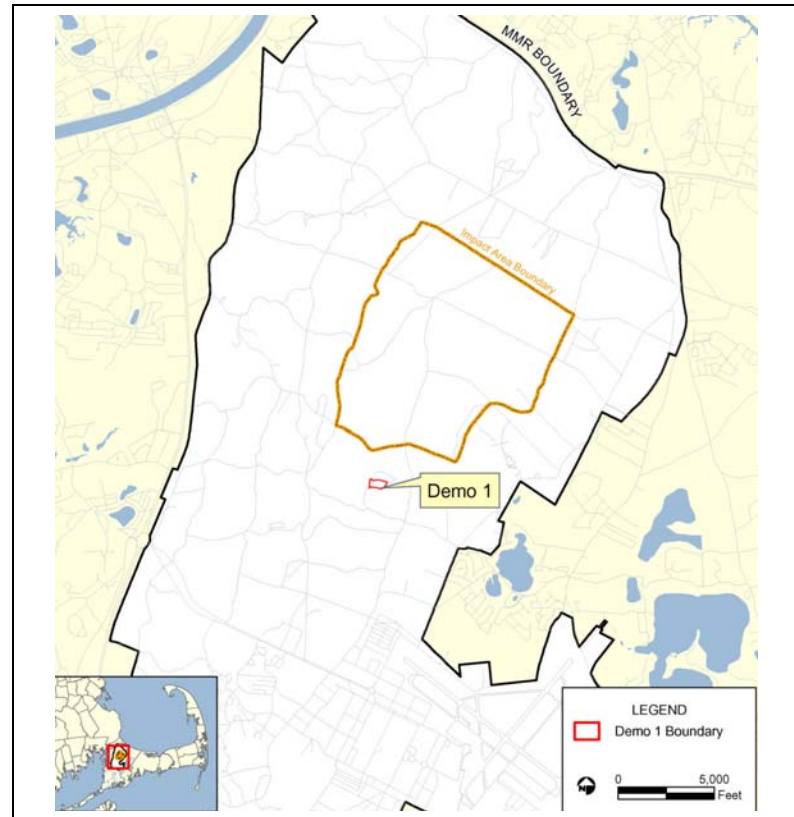 MMR BOUNDARY
Impact Area Boundary
Demo 1
LEGEND
Demo 1 Boundary
N
0 5,000
Feet